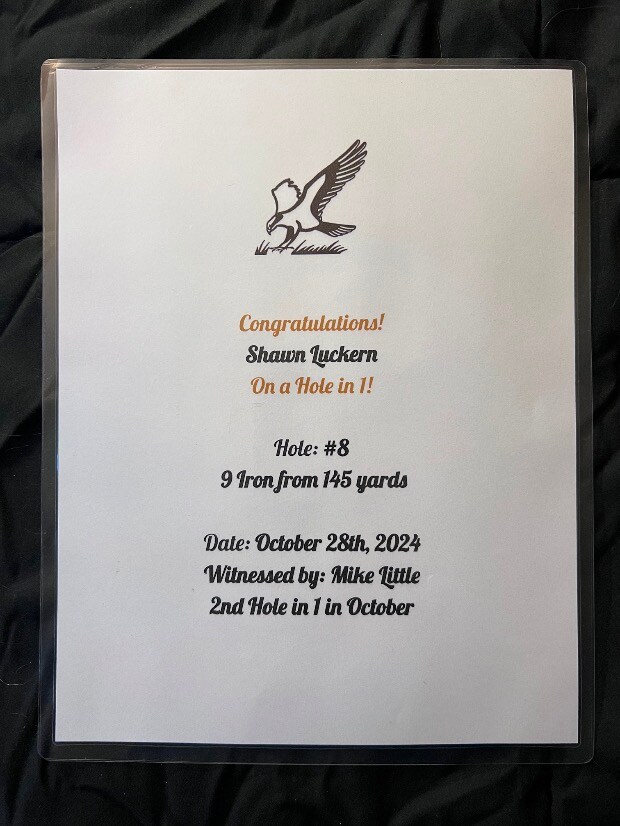 Congratulations!
Shawn Luckern
On a Hole in 1!
Hole: #8
9 Iron from 145 yards
Date: October 28th, 2024
Witnessed by: Mike Little
2nd Hole in 1 in October